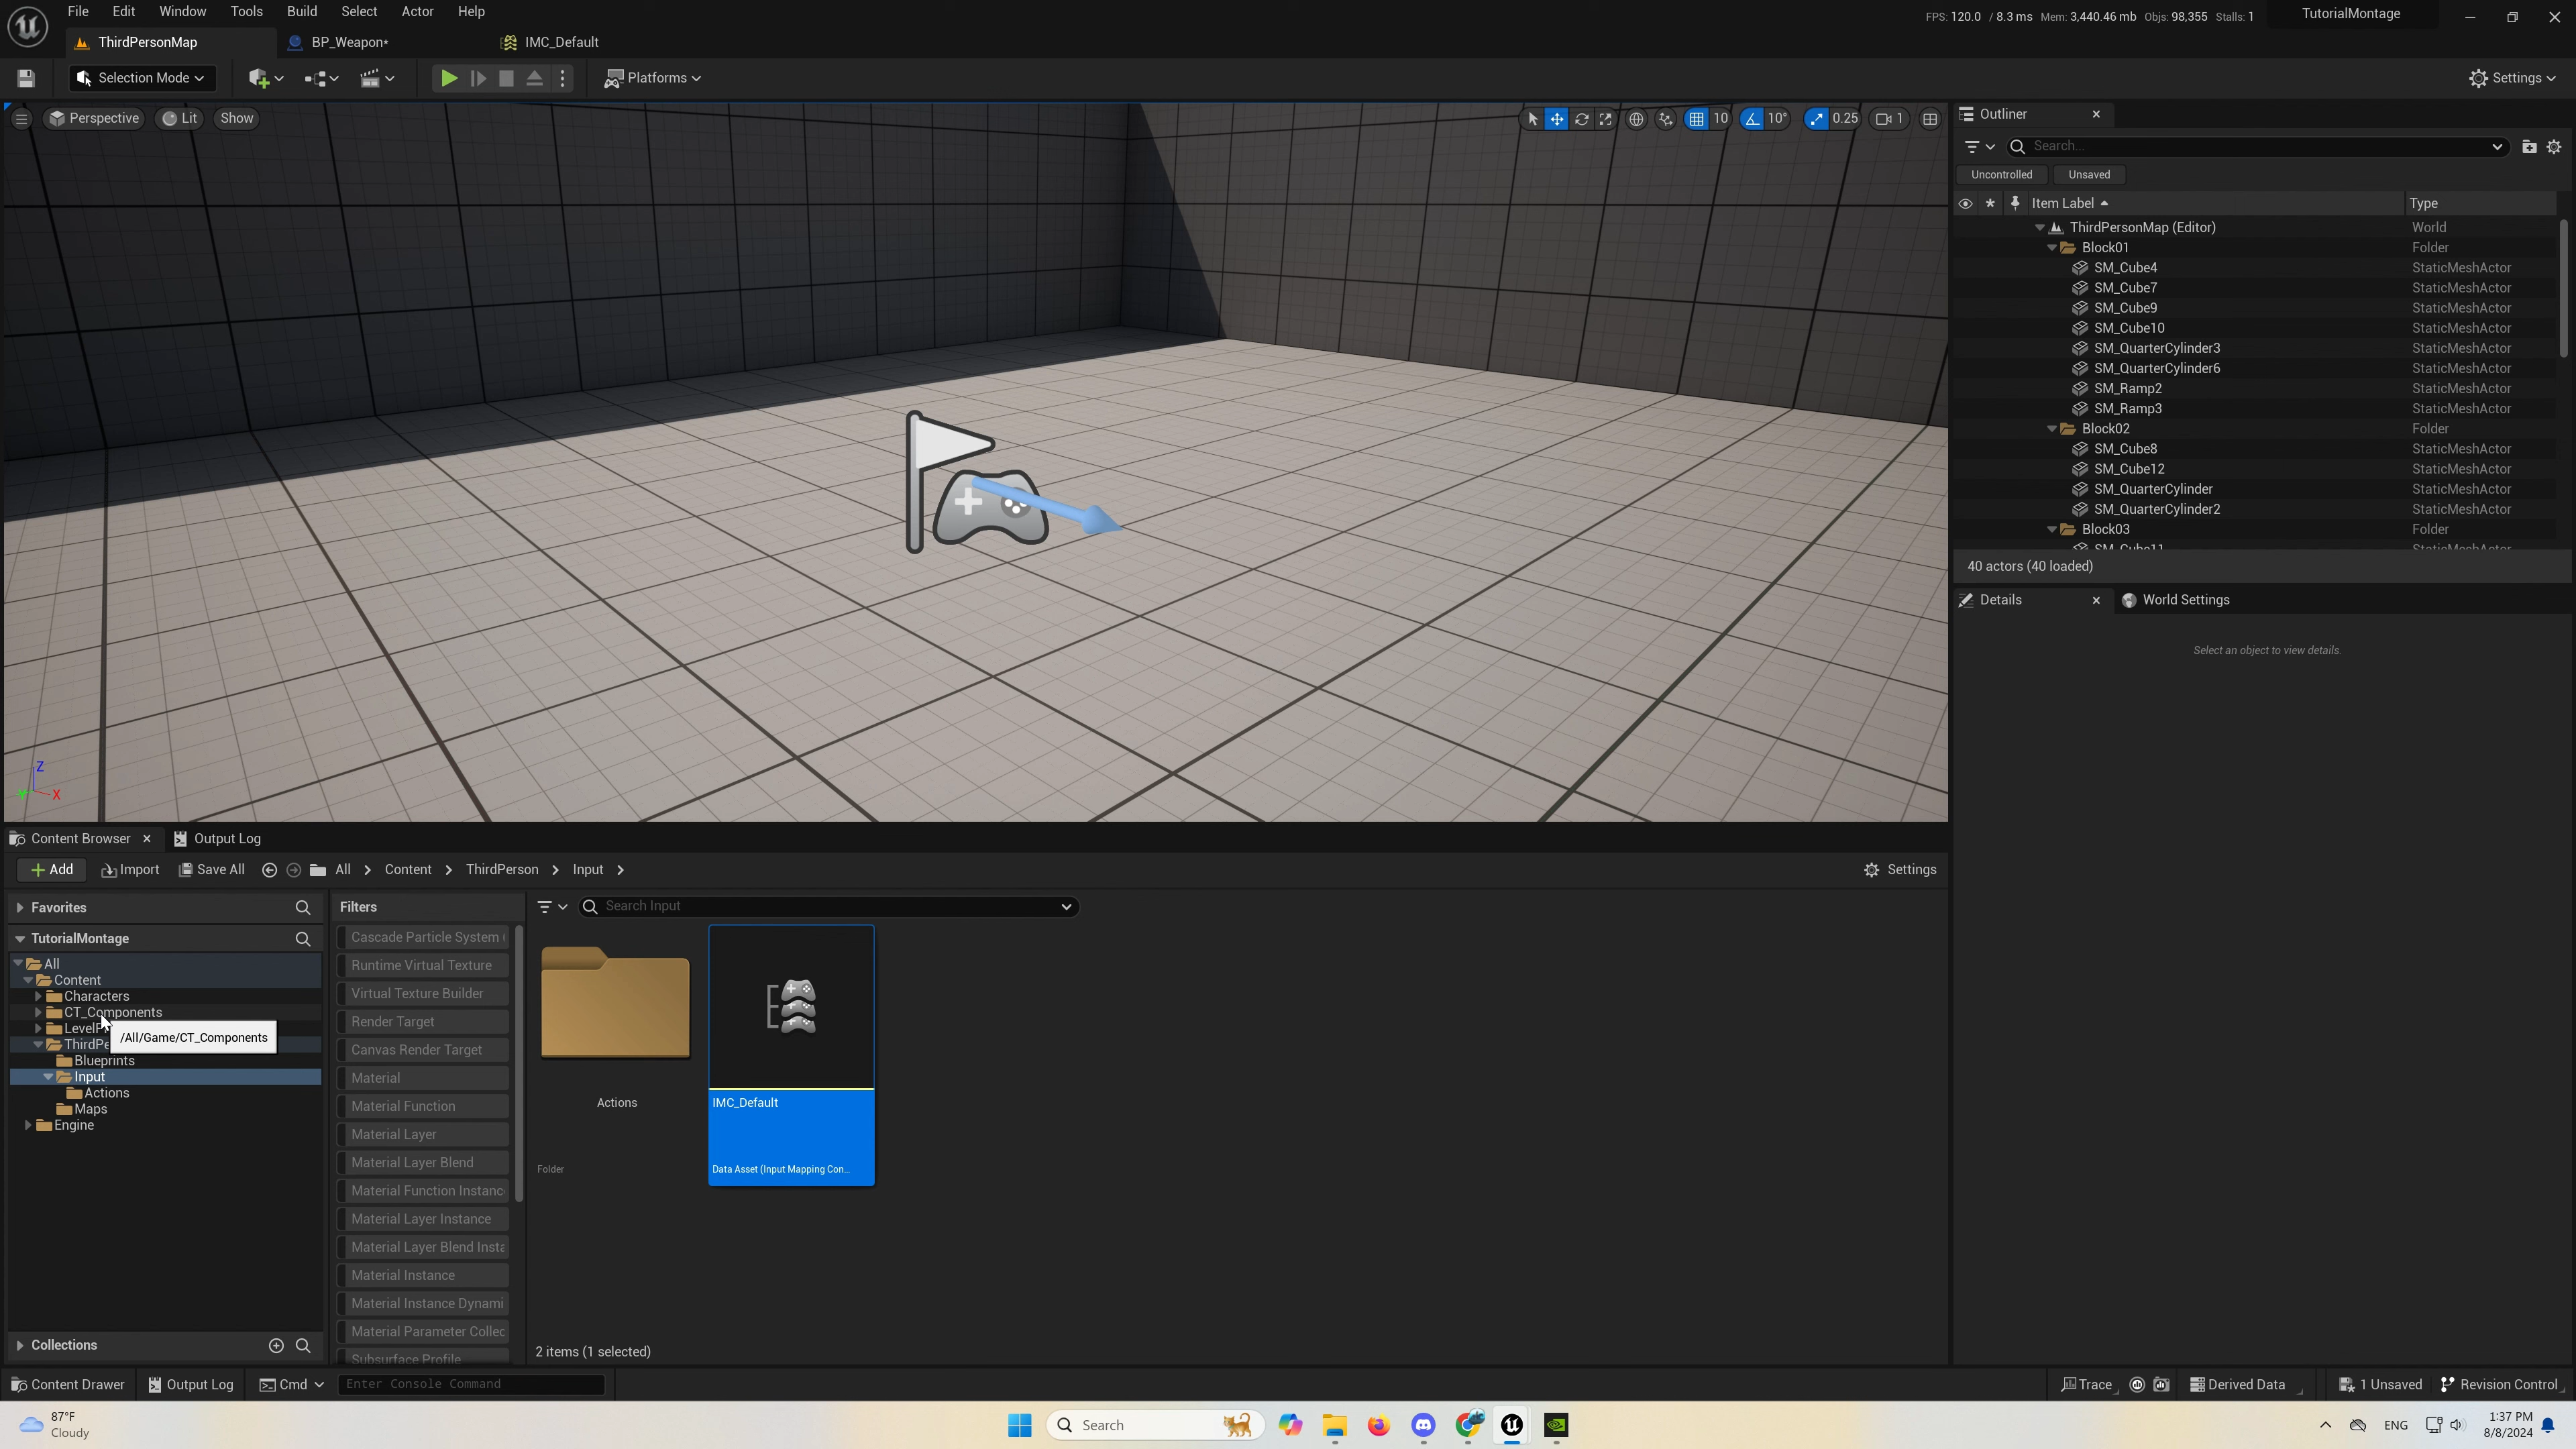 File Edit Window Tools Build Select Actor Help
FPS: 120.0 / 8.3 ms Mem: 3,440.46 mb Objs: 98,355 Stalls: 1
TutorialMontage
ThirdPersonMap
BP_Weapon*
IMC_Default
Selection Mode
Platforms
Settings
Perspective
Lit
Show
10
10°
0.25
1
Outliner
Search...
Uncontrolled
Unsaved
Item Label
Type
ThirdPersonMap (Editor) World
Block01 Folder
SM_Cube4 StaticMeshActor
SM_Cube7 StaticMeshActor
SM_Cube9 StaticMeshActor
SM_Cube10 StaticMeshActor
SM_QuarterCylinder3 StaticMeshActor
SM_QuarterCylinder6 StaticMeshActor
SM_Ramp2 StaticMeshActor
SM_Ramp3 StaticMeshActor
Block02 Folder
SM_Cube8 StaticMeshActor
SM_Cube12 StaticMeshActor
SM_QuarterCylinder StaticMeshActor
SM_QuarterCylinder2 StaticMeshActor
Block03 Folder
SM_Cube11 StaticMeshActor
40 actors (40 loaded)
Details
World Settings
Select an object to view details.
Z
Y
X
Content Browser
Output Log
Add
Import
Save All
All
Content
ThirdPerson
Input
Settings
Favorites
TutorialMontage
All
Content
Characters
CT_Components
LevelP
/All/Game/CT_Components
ThirdPe
Blueprints
Input
Actions
Maps
Engine
Collections
Filters
Cascade Particle System (
Runtime Virtual Texture
Virtual Texture Builder
Render Target
Canvas Render Target
Material
Material Function
Material Layer
Material Layer Blend
Material Function Instanc
Material Layer Instance
Material Layer Blend Insta
Material Instance
Material Instance Dynami
Material Parameter Collec
Subsurface Profile
Search Input
Actions
Folder
IMC_Default
Data Asset (Input Mapping Con...
2 items (1 selected)
Content Drawer
Output Log
Cmd
Enter Console Command
Trace
Derived Data
1 Unsaved
Revision Control
87°F
Cloudy
Search
ENG
1:37 PM
8/8/2024